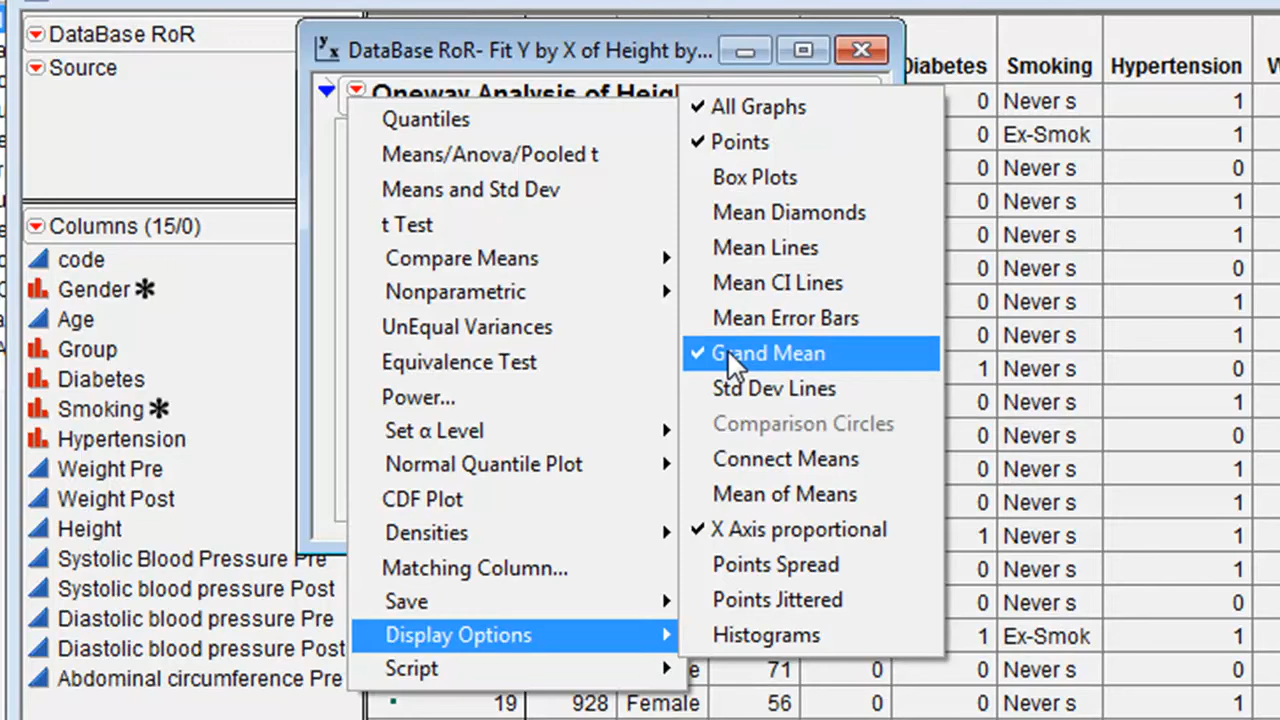 DataBase RoR
Source
Columns (15/0)
code
Gender ✱
Age
Group
Diabetes
Smoking ✱
Hypertension
Weight Pre
Weight Post
Height
Systolic Blood Pressure Pre
Systolic blood pressure Post
Diastolic blood pressure Pre
Diastolic blood pressure Post
Abdominal circumference Pre
DataBase RoR- Fit Y by X of Height by...
Oneway Analysis of Heigh
Quantiles
Means/Anova/Pooled t
Means and Std Dev
t Test
Compare Means
Nonparametric
UnEqual Variances
Equivalence Test
Power...
Set α Level
Normal Quantile Plot
CDF Plot
Densities
Matching Column...
Save
Display Options
Script
All Graphs
Points
Box Plots
Mean Diamonds
Mean Lines
Mean CI Lines
Mean Error Bars
Grand Mean
Std Dev Lines
Comparison Circles
Connect Means
Mean of Means
X Axis proportional
Points Spread
Points Jittered
Histograms
Diabetes Smoking Hypertension W
0 Never s 1
0 Ex-Smok 1
0 Never s 0
0 Never s 1
0 Never s 1
0 Never s 0
0 Never s 1
0 Never s 1
1 Never s 0
0 Never s 1
0 Never s 0
0 Never s 1
0 Never s 1
1 Never s 1
0 Never s 1
0 Never s 0
1 Ex-Smok 1
e 71 0 0 Never s 1
19 928 Female 56 0 0 Never s 1